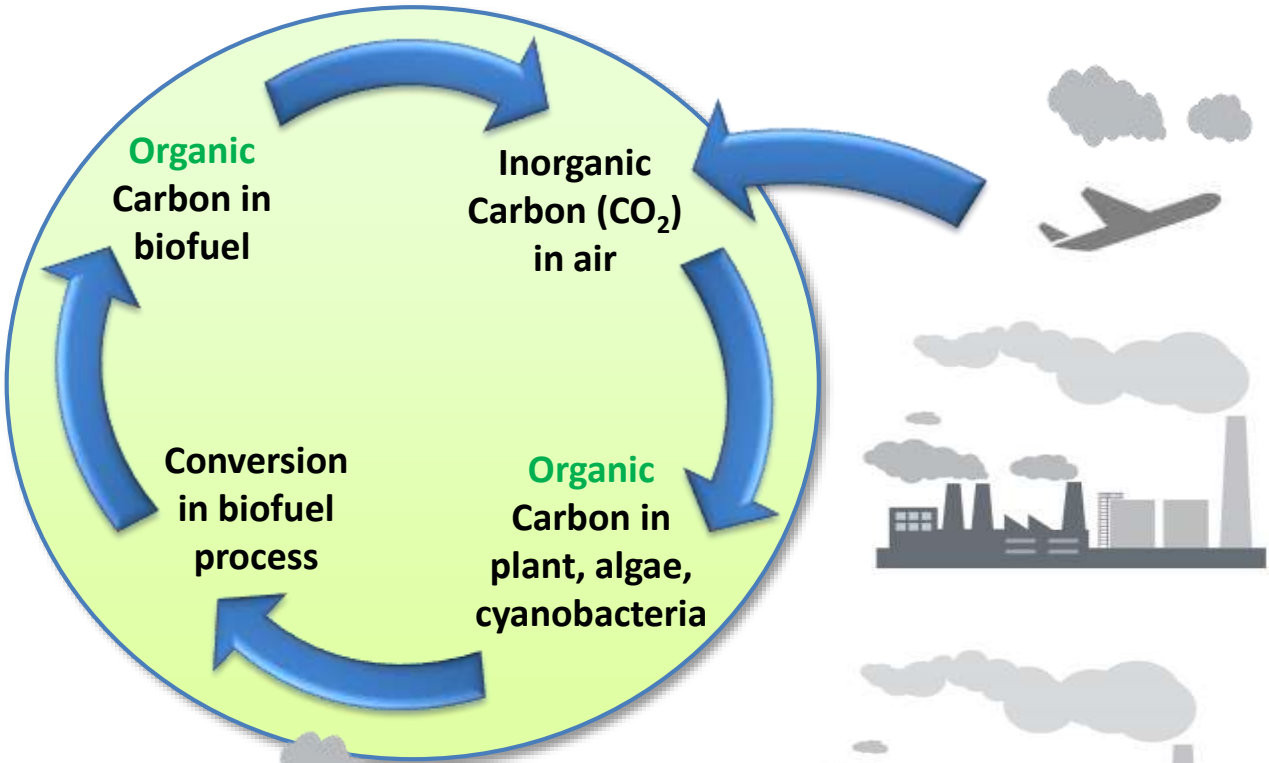 Organic
Carbon in
biofuel
Inorganic
Carbon (CO₂)
in air
Conversion
in biofuel
process
Organic
Carbon in
plant, algae,
cyanobacteria